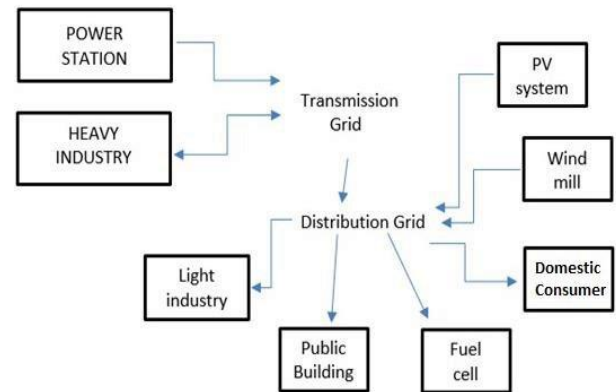 POWER
STATION
PV
system
Transmission
Grid
HEAVY
INDUSTRY
Wind
mill
Distribution Grid
Light
industry
Domestic
Consumer
Public
Building
Fuel
cell